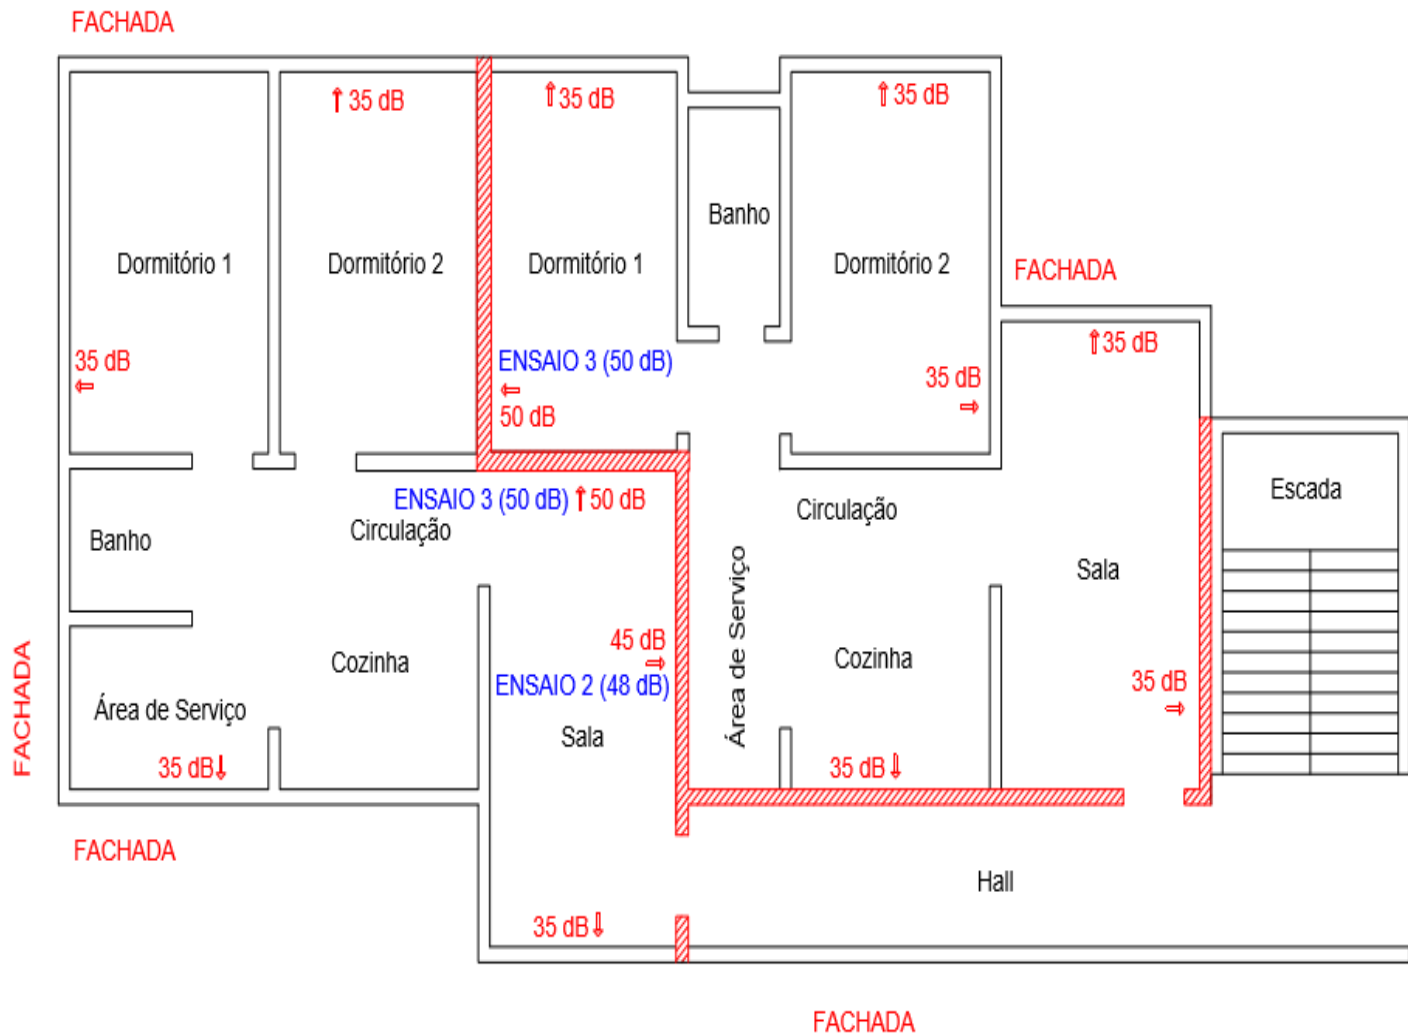 FACHADA
35 dB
35 dB
35 dB
Banho
Dormitório 1
Dormitório 2
Dormitório 1
Dormitório 2
FACHADA
35 dB
35 dB
ENSAIO 3 (50 dB)
35 dB
50 dB
ENSAIO 3 (50 dB)
50 dB
Escada
Circulação
Circulação
Banho
Sala
Área de Serviço
45 dB
Cozinha
Cozinha
FACHADA
ENSAIO 2 (48 dB)
35 dB
Área de Serviço
Sala
35 dB
35 dB
FACHADA
Hall
35 dB
FACHADA